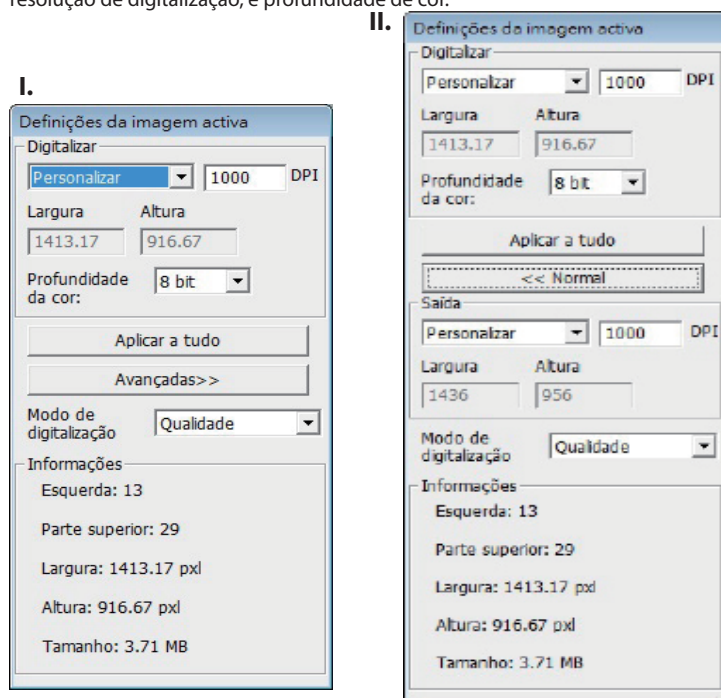 resolução de digitalização, e profundidade de cor.
I.
Definições da imagem activa
Digitalizar
Personalizar 1000 DPI
Largura Altura
1413.17 916.67
Profundidade da cor: 8 bit
Aplicar a tudo
Avançadas>>
Modo de digitalização Qualidade
Informações
Esquerda: 13
Parte superior: 29
Largura: 1413.17 pxl
Altura: 916.67 pxl
Tamanho: 3.71 MB
II.
Definições da imagem activa
Digitalizar
Personalizar 1000 DPI
Largura Altura
1413.17 916.67
Profundidade da cor: 8 bit
Aplicar a tudo
<< Normal
Saída
Personalizar 1000 DPI
Largura Altura
1436 956
Modo de digitalização Qualidade
Informações
Esquerda: 13
Parte superior: 29
Largura: 1413.17 pxl
Altura: 916.67 pxl
Tamanho: 3.71 MB